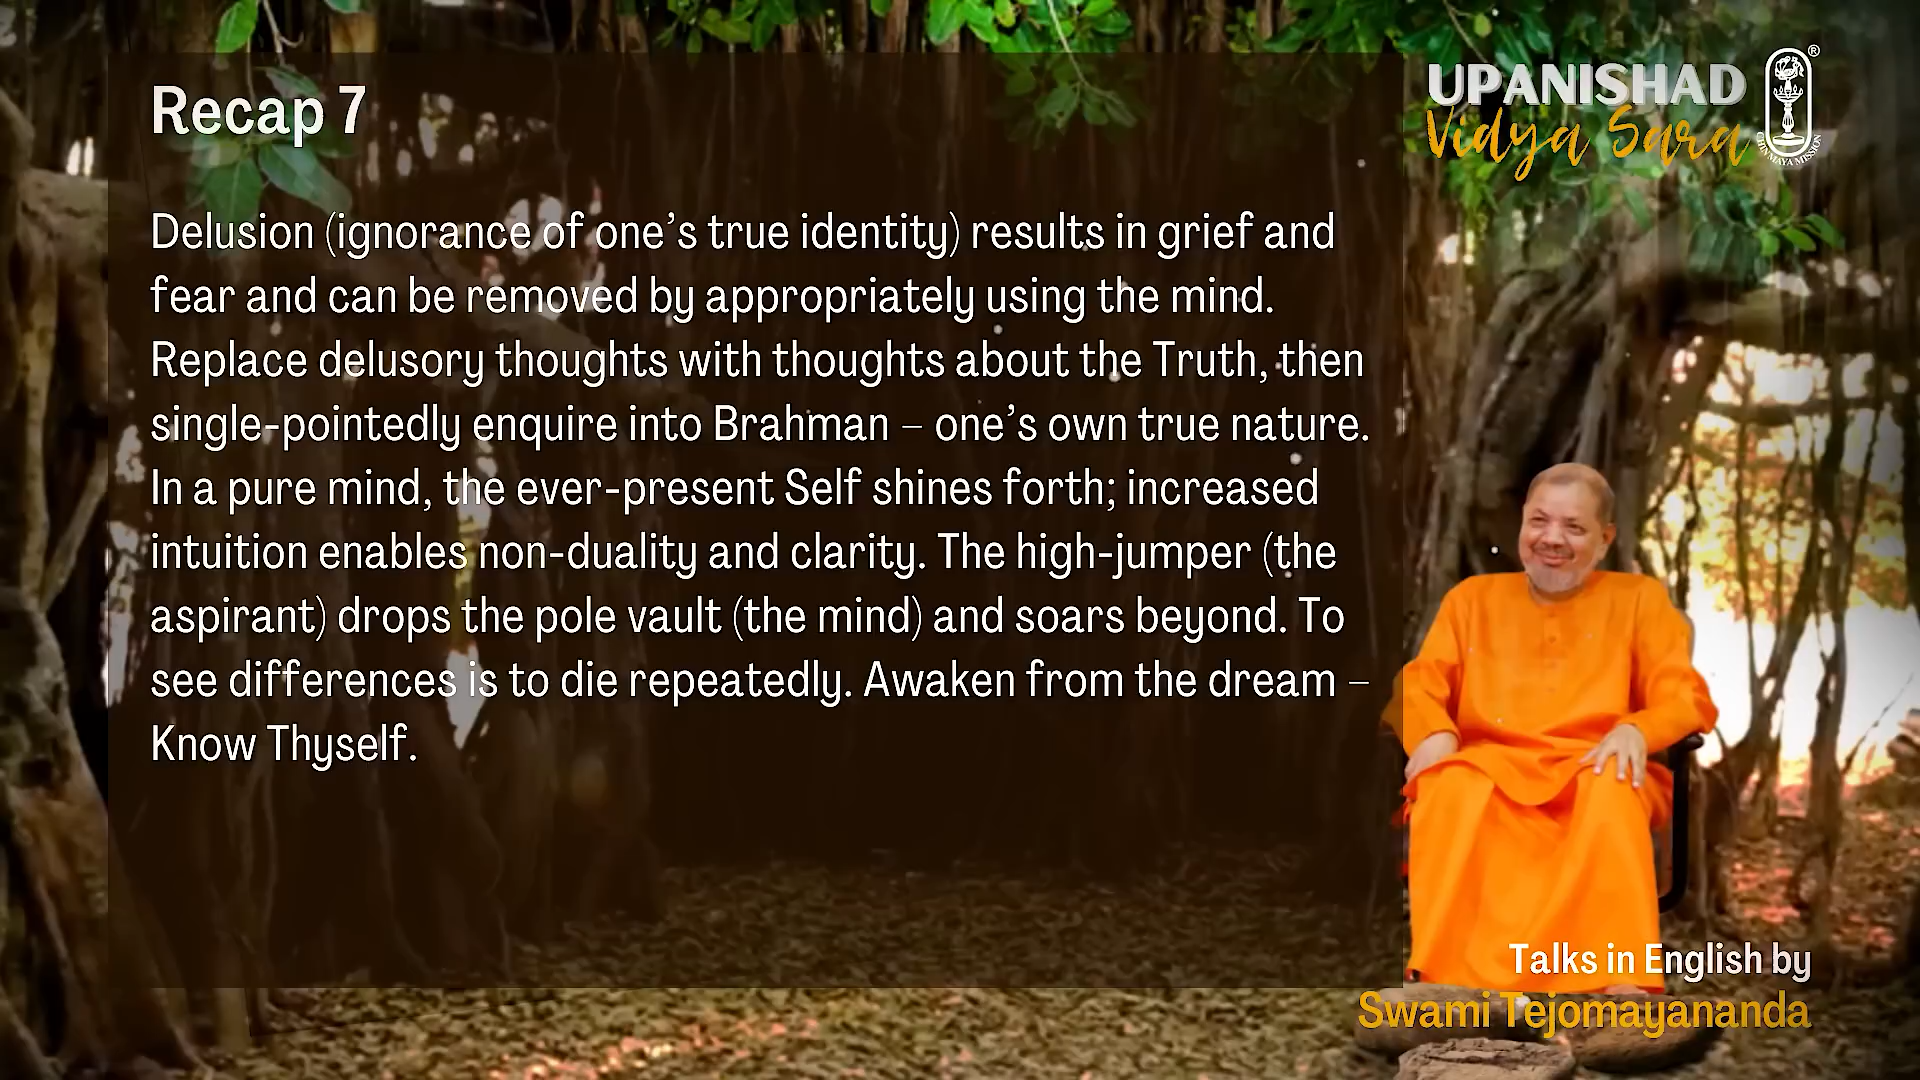 Recap 7
Delusion (ignorance of one's true identity) results in grief and
fear and can be removed by appropriately using the mind.
Replace delusory thoughts with thoughts about the Truth, then
single-pointedly enquire into Brahman – one's own true nature.
In a pure mind, the ever-present Self shines forth; increased
intuition enables non-duality and clarity. The high-jumper (the
aspirant) drops the pole vault (the mind) and soars beyond. To
see differences is to die repeatedly. Awaken from the dream –
Know Thyself.
UPANISHAD
Vidya Sara
®
CHINMAYA MISSION
Talks in English by
Swami Tejomayananda